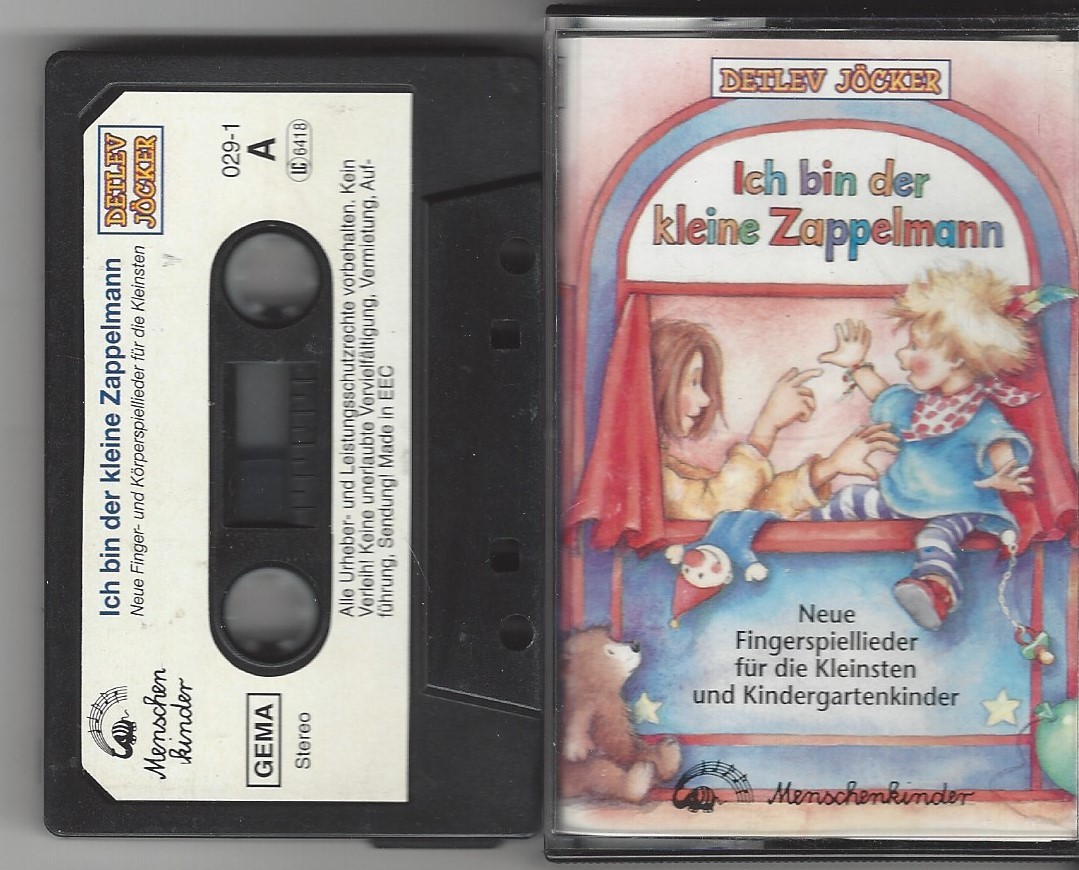 DETLEV
JÖCKER
Ich bin der kleine Zappelmann
Neue Finger- und Körperspiellieder für die Kleinsten
029-1
A
LC 6418
Alle Urheber- und Leistungsschutzrechte vorbehalten. Kein
Verleih! Keine unerlaubte Vervielfältigung, Vermietung, Auf-
führung, Sendung! Made in EEC
Menschen
kinder
GEMA
Stereo
DETLEV JÖCKER
Ich bin der
kleine Zappelmann
Neue
Fingerspiellieder
für die Kleinsten
und Kindergartenkinder
Menschenkinder